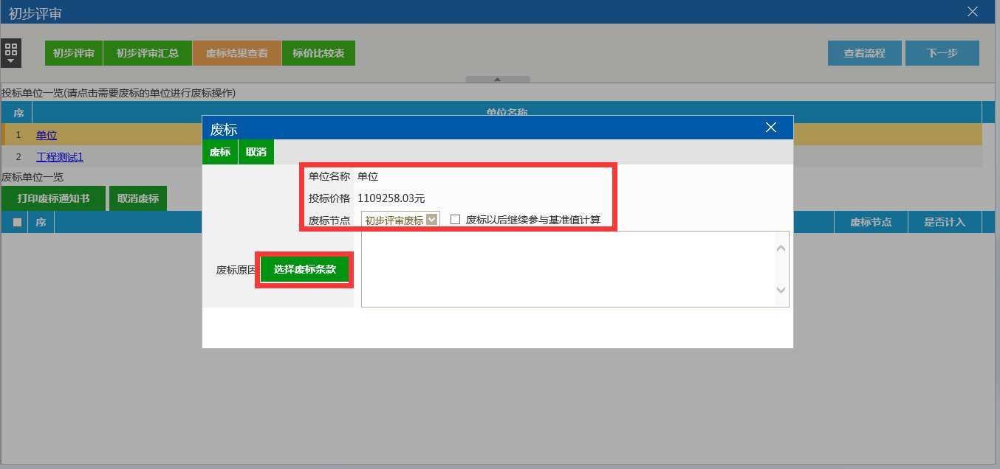 初步评审
初步评审 初步评审汇总 废标结果查看 标价比较表 查看流程 下一步
投标单位一览(请点击需要废标的单位进行废标操作)
序 单位名称
1 单位
2 工程测试1
废标单位一览
打印废标通知书 取消废标
序 废标节点 是否计入
废标
废标 取消
单位名称 单位
投标价格 1109258.03元
废标节点 初步评审废标 废标以后继续参与基准值计算
废标原因 选择废标条款